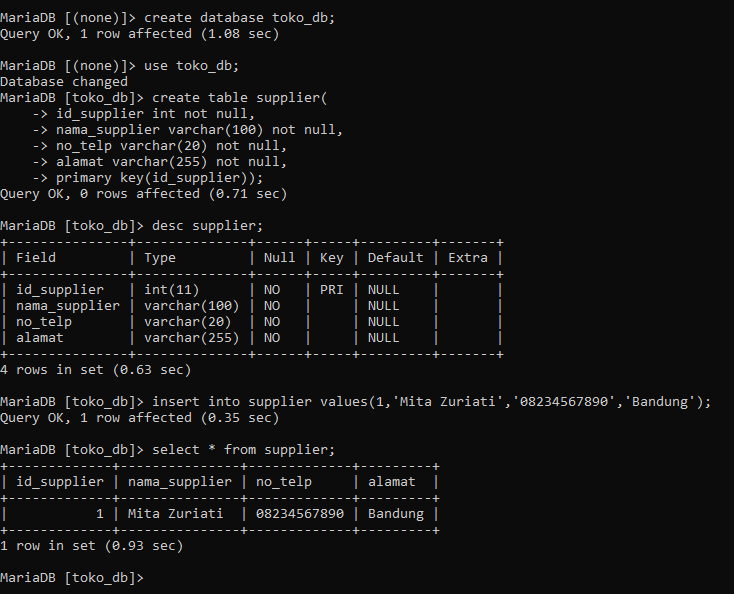 MariaDB [(none)]> create database toko_db;
Query OK, 1 row affected (1.08 sec)

MariaDB [(none)]> use toko_db;
Database changed
MariaDB [toko_db]> create table supplier(
    -> id_supplier int not null,
    -> nama_supplier varchar(100) not null,
    -> no_telp varchar(20) not null,
    -> alamat varchar(255) not null,
    -> primary key(id_supplier));
Query OK, 0 rows affected (0.71 sec)

MariaDB [toko_db]> desc supplier;
+---------------+--------------+------+-----+---------+-------+
| Field         | Type         | Null | Key | Default | Extra |
+---------------+--------------+------+-----+---------+-------+
| id_supplier   | int(11)      | NO   | PRI | NULL    |       |
| nama_supplier | varchar(100) | NO   |     | NULL    |       |
| no_telp       | varchar(20)  | NO   |     | NULL    |       |
| alamat        | varchar(255) | NO   |     | NULL    |       |
+---------------+--------------+------+-----+---------+-------+
4 rows in set (0.63 sec)

MariaDB [toko_db]> insert into supplier values(1,'Mita Zuriati','08234567890','Bandung');
Query OK, 1 row affected (0.35 sec)

MariaDB [toko_db]> select * from supplier;
+-------------+---------------+-------------+---------+
| id_supplier | nama_supplier | no_telp     | alamat  |
+-------------+---------------+-------------+---------+
|           1 | Mita Zuriati  | 08234567890 | Bandung |
+-------------+---------------+-------------+---------+
1 row in set (0.93 sec)

MariaDB [toko_db]>